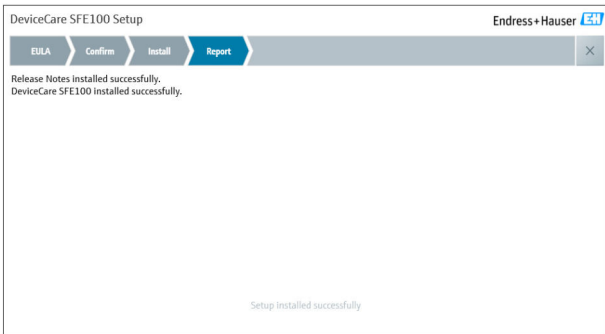 DeviceCare SFE100 Setup
Endress+Hauser EH
EULA
Confirm
Install
Report
Release Notes installed successfully.
DeviceCare SFE100 installed successfully.
Setup installed successfully